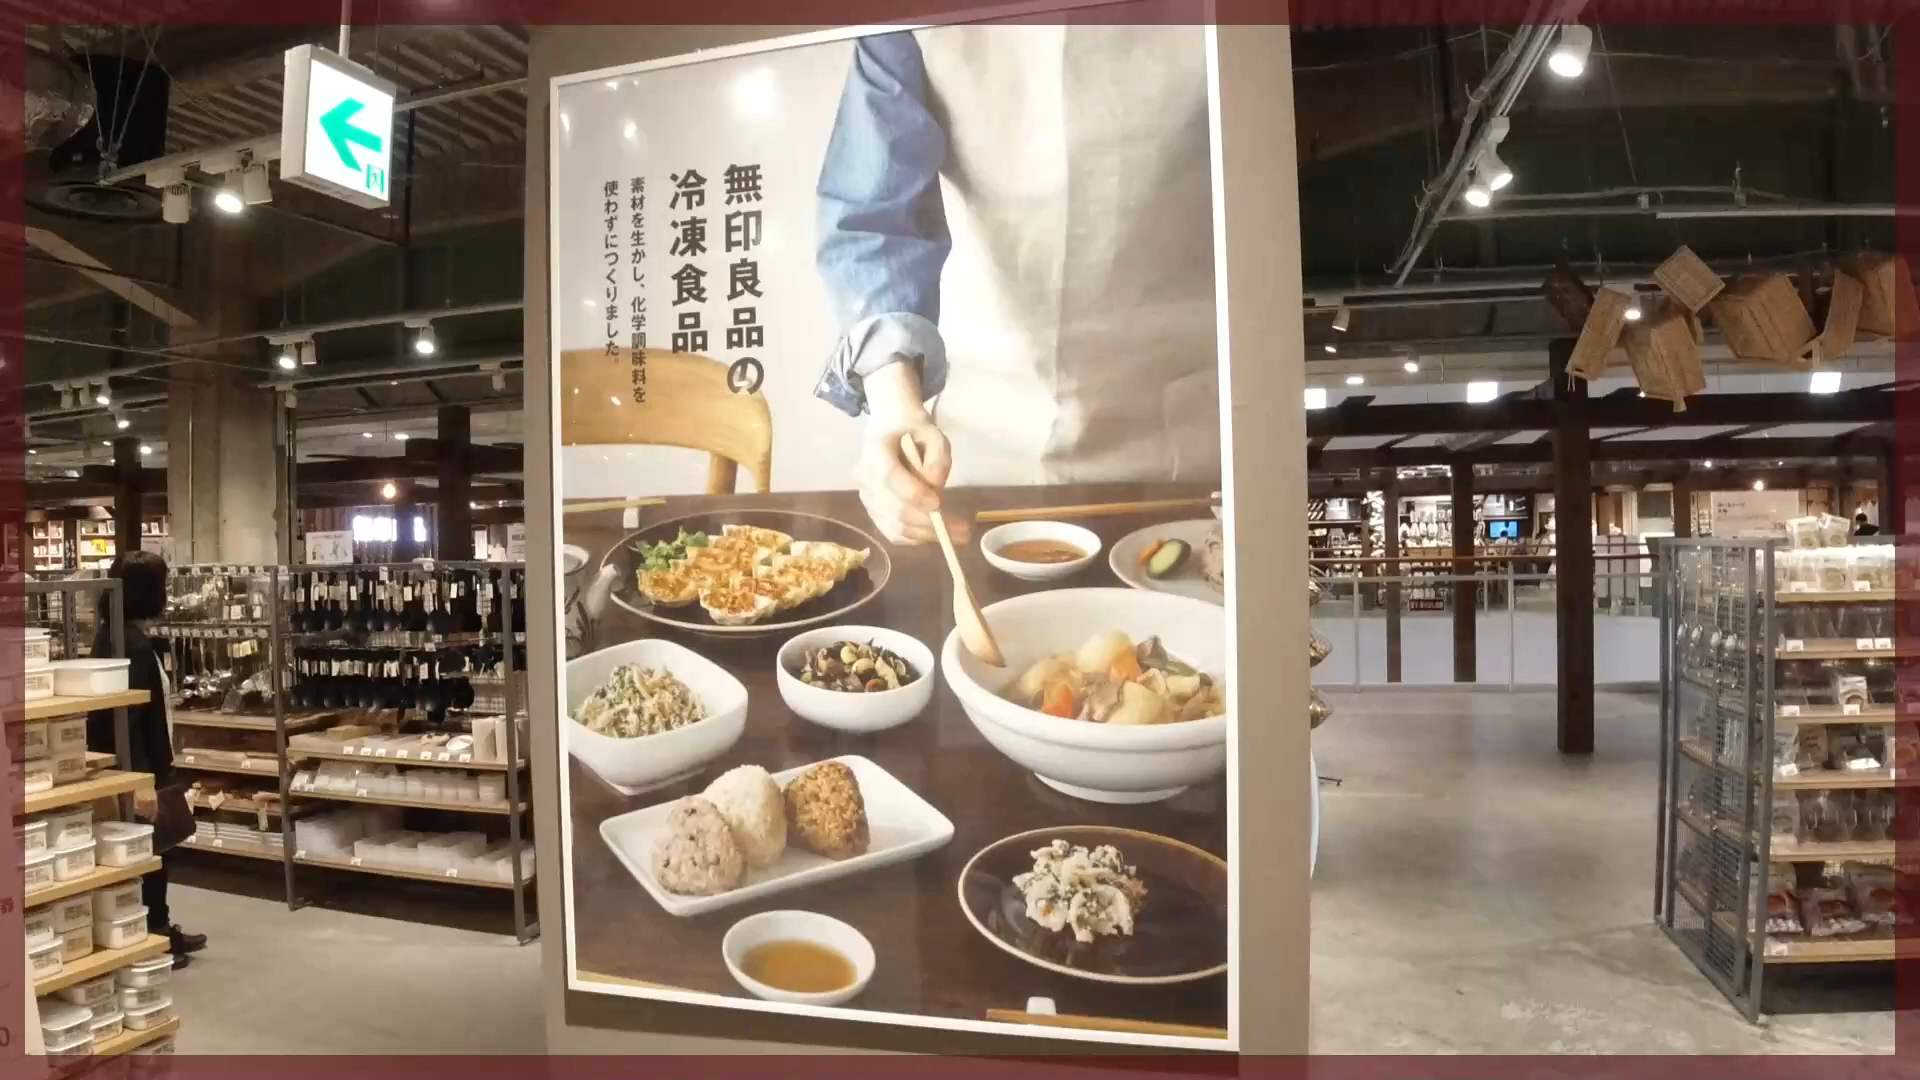 無印良品の
冷凍食品
素材を生かし、化学調味料を
使わずにつくりました。